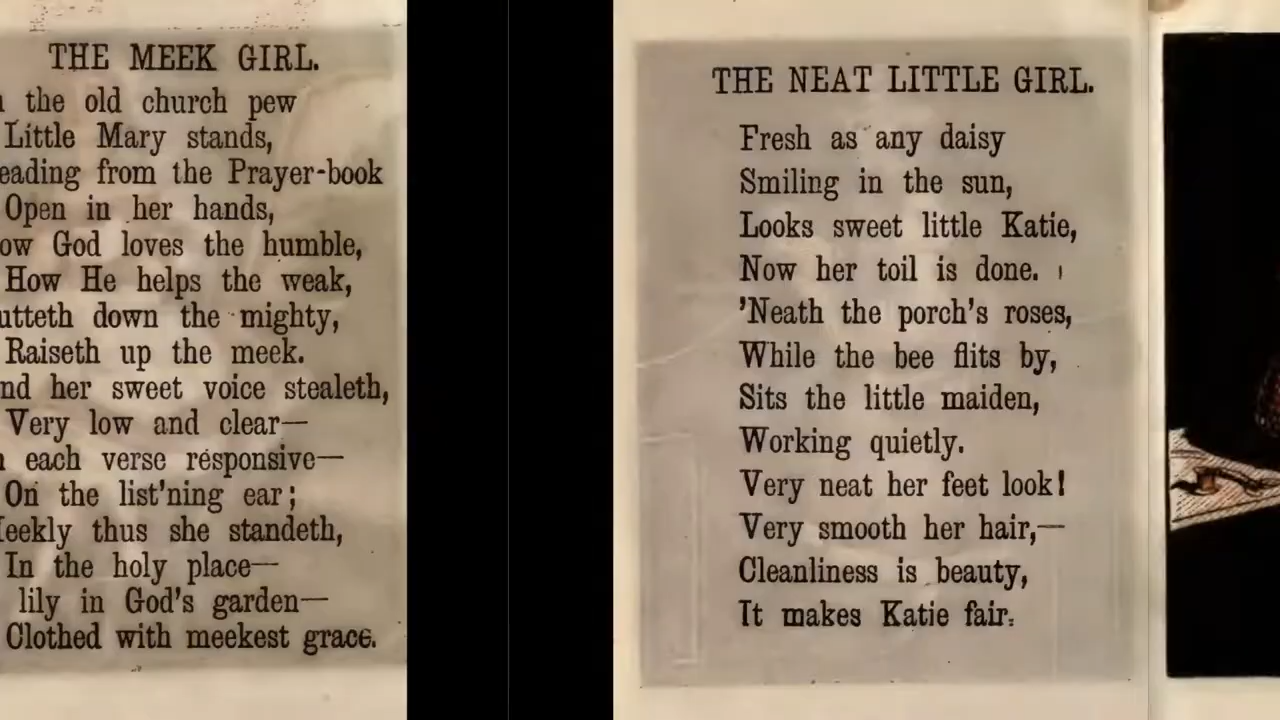 THE MEEK GIRL.
the old church pew
Little Mary stands,
eading from the Prayer-book
Open in her hands,
ow God loves the humble,
How He helps the weak,
utteth down the mighty,
Raiseth up the meek.
nd her sweet voice stealeth,
Very low and clear—
each verse responsive—
On the list'ning ear;
eekly thus she standeth,
In the holy place—
lily in God's garden—
Clothed with meekest grace.
THE NEAT LITTLE GIRL.
Fresh as any daisy
Smiling in the sun,
Looks sweet little Katie,
Now her toil is done.
'Neath the porch's roses,
While the bee flits by,
Sits the little maiden,
Working quietly.
Very neat her feet look!
Very smooth her hair,—
Cleanliness is beauty,
It makes Katie fair.